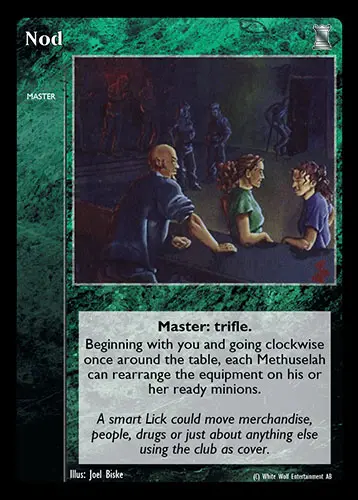 Nod
MASTER
Master: trifle.
Beginning with you and going clockwise
once around the table, each Methuselah
can rearrange the equipment on his or
her ready minions.
A smart Lick could move merchandise,
people, drugs or just about anything else
using the club as cover.
Illus: Joel Biske
(C) White Wolf Entertainment AB